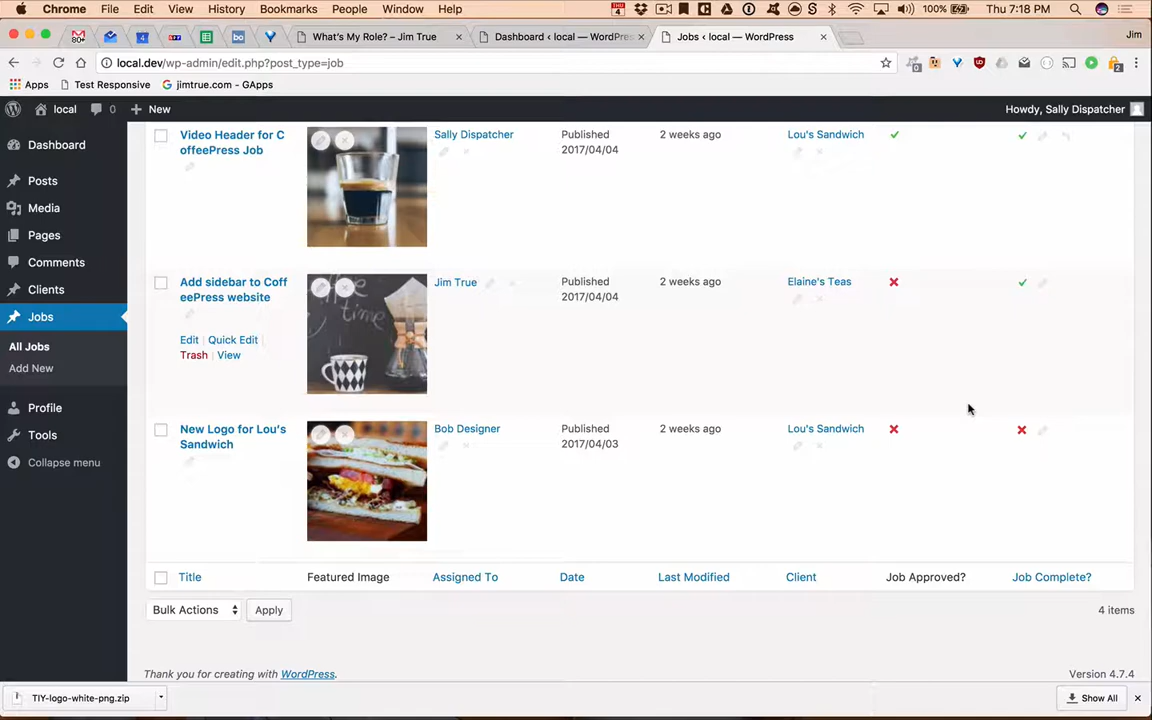 Chrome File Edit View History Bookmarks People Window Help 4 100% Thu 7:18 PM
80+ 4 bo What's My Role? – Jim True × Dashboard ‹ local — WordPres × Jobs ‹ local — WordPress × Jim
local.dev/wp-admin/edit.php?post_type=job
Apps Test Responsive jimtrue.com - GApps
local 0 + New Howdy, Sally Dispatcher
Dashboard
Posts
Media
Pages
Comments
Clients
Jobs
All Jobs
Add New
Profile
Tools
Collapse menu
Video Header for C
offeePress Job
Sally Dispatcher
Published
2017/04/04
2 weeks ago
Lou's Sandwich
Add sidebar to Coff
eePress website
Edit | Quick Edit |
Trash | View
Jim True
Published
2017/04/04
2 weeks ago
Elaine's Teas
New Logo for Lou's
Sandwich
Bob Designer
Published
2017/04/03
2 weeks ago
Lou's Sandwich
Title Featured Image Assigned To Date Last Modified Client Job Approved? Job Complete?
Bulk Actions Apply 4 items
Thank you for creating with WordPress. Version 4.7.4
TIY-logo-white-png.zip Show All ×